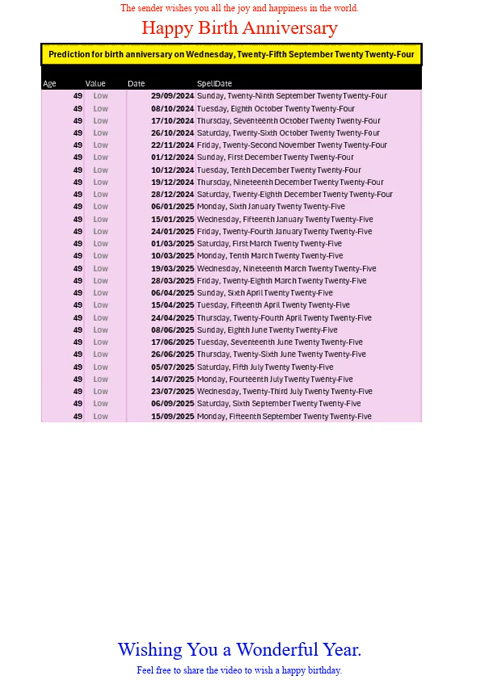 The sender wishes you all the joy and happiness in the world.
Happy Birth Anniversary
Prediction for birth anniversary on Wednesday, Twenty-Fifth September Twenty Twenty-Four
Age Value Date SpellDate
49 Low 29/09/2024 Sunday, Twenty-Ninth September Twenty Twenty-Four
49 Low 08/10/2024 Tuesday, Eighth October Twenty Twenty-Four
49 Low 17/10/2024 Thursday, Seventeenth October Twenty Twenty-Four
49 Low 26/10/2024 Saturday, Twenty-Sixth October Twenty Twenty-Four
49 Low 22/11/2024 Friday, Twenty-Second November Twenty Twenty-Four
49 Low 01/12/2024 Sunday, First December Twenty Twenty-Four
49 Low 10/12/2024 Tuesday, Tenth December Twenty Twenty-Four
49 Low 19/12/2024 Thursday, Nineteenth December Twenty Twenty-Four
49 Low 28/12/2024 Saturday, Twenty-Eighth December Twenty Twenty-Four
49 Low 06/01/2025 Monday, Sixth January Twenty Twenty-Five
49 Low 15/01/2025 Wednesday, Fifteenth January Twenty Twenty-Five
49 Low 24/01/2025 Friday, Twenty-Fourth January Twenty Twenty-Five
49 Low 01/03/2025 Saturday, First March Twenty Twenty-Five
49 Low 10/03/2025 Monday, Tenth March Twenty Twenty-Five
49 Low 19/03/2025 Wednesday, Nineteenth March Twenty Twenty-Five
49 Low 28/03/2025 Friday, Twenty-Eighth March Twenty Twenty-Five
49 Low 06/04/2025 Sunday, Sixth April Twenty Twenty-Five
49 Low 15/04/2025 Tuesday, Fifteenth April Twenty Twenty-Five
49 Low 24/04/2025 Thursday, Twenty-Fourth April Twenty Twenty-Five
49 Low 08/06/2025 Sunday, Eighth June Twenty Twenty-Five
49 Low 17/06/2025 Tuesday, Seventeenth June Twenty Twenty-Five
49 Low 26/06/2025 Thursday, Twenty-Sixth June Twenty Twenty-Five
49 Low 05/07/2025 Saturday, Fifth July Twenty Twenty-Five
49 Low 14/07/2025 Monday, Fourteenth July Twenty Twenty-Five
49 Low 23/07/2025 Wednesday, Twenty-Third July Twenty Twenty-Five
49 Low 06/09/2025 Saturday, Sixth September Twenty Twenty-Five
49 Low 15/09/2025 Monday, Fifteenth September Twenty Twenty-Five
Wishing You a Wonderful Year.
Feel free to share the video to wish a happy birthday.